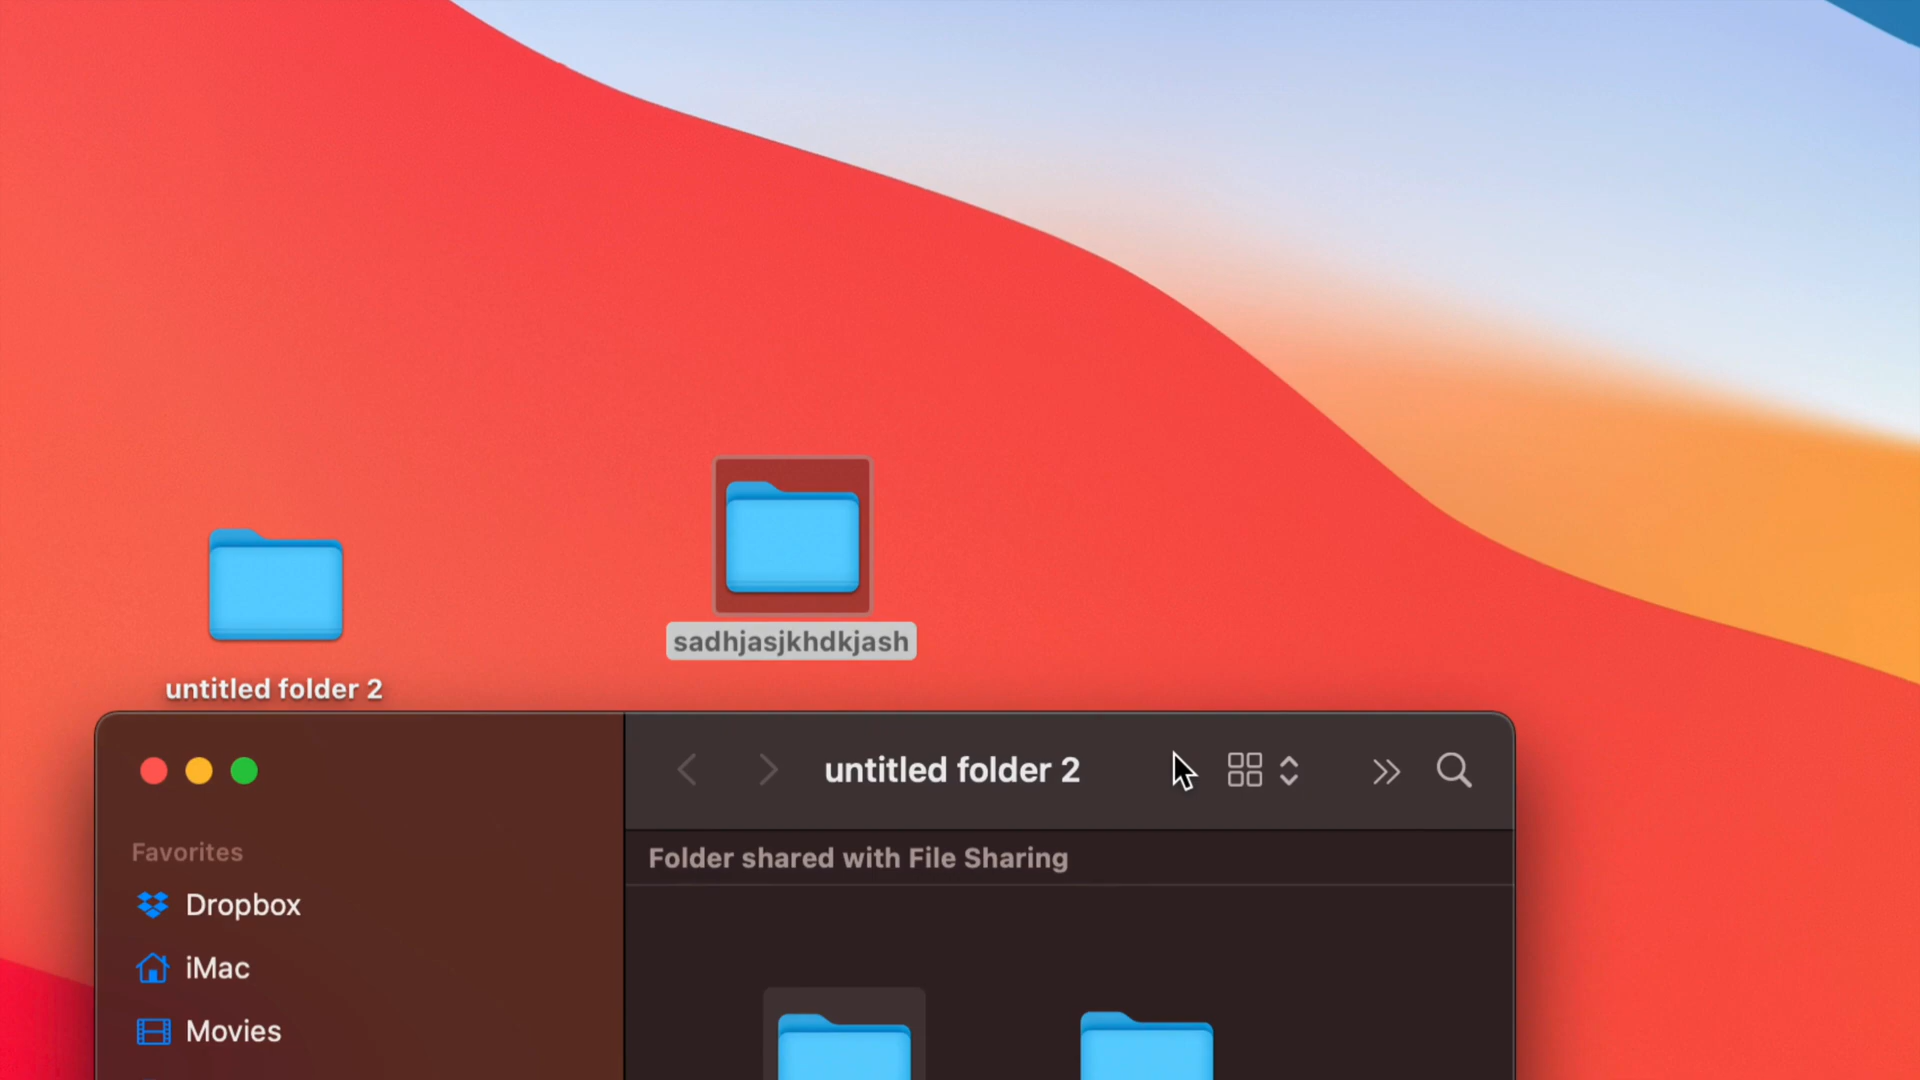 sadhjasjkhdkjash
untitled folder 2
untitled folder 2
Folder shared with File Sharing
Favorites
Dropbox
iMac
Movies